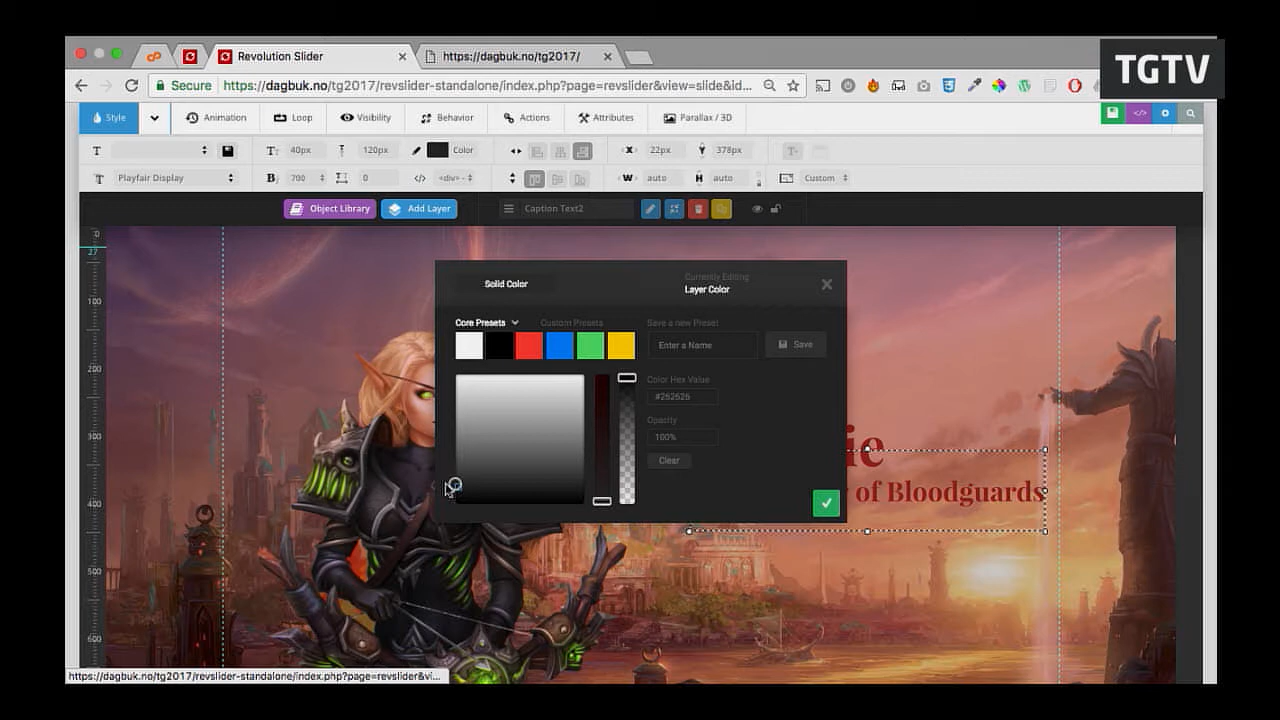 Revolution Slider
https://dagbuk.no/tg2017/
TGTV
Secure
https://dagbuk.no/tg2017/revslider-standalone/index.php?page=revslider&view=slide&id...
Style
Animation
Loop
Visibility
Behavior
Actions
Attributes
Parallax / 3D
40px
120px
Color
X
22px
Y
378px
Playfair Display
700
0
<div>
W
auto
H
auto
Custom
Object Library
Add Layer
Caption Text2
0
27
100
200
300
400
500
600
Solid Color
Currently Editing
Layer Color
Core Presets
Custom Presets
Save a new Preset
Enter a Name
Save
Color Hex Value
#262626
Opacity
100%
Clear
ie
of Bloodguards
https://dagbuk.no/tg2017/revslider-standalone/index.php?page=revslider&vi...